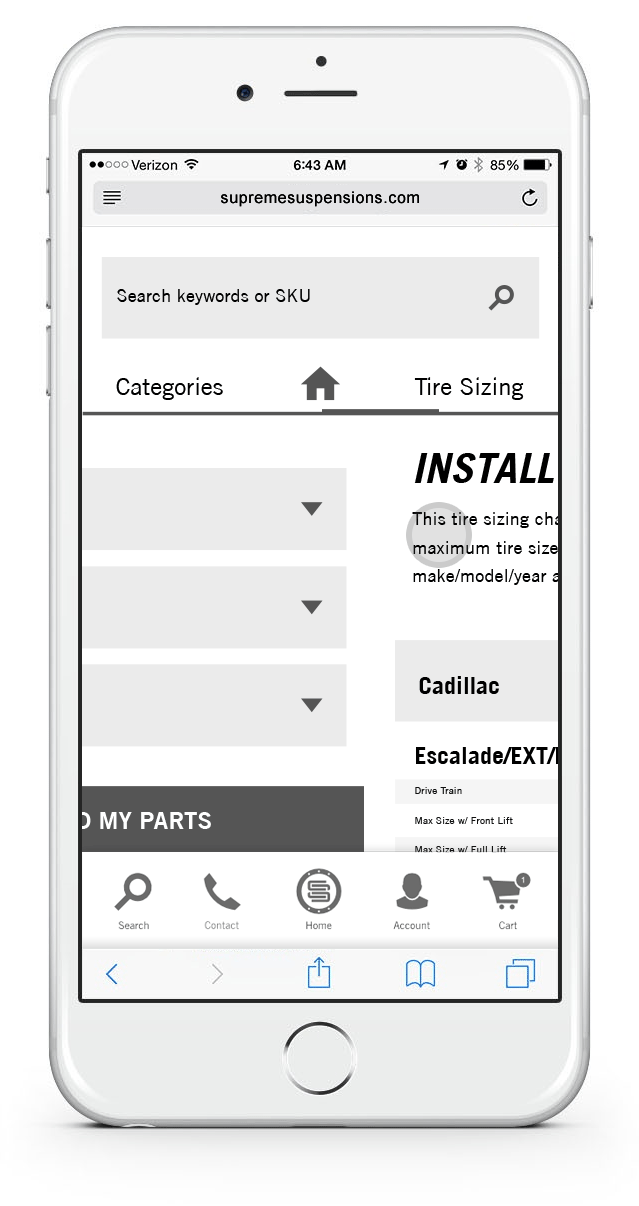 Verizon 6:43 AM 85%
supremesuspensions.com
Search keywords or SKU
Categories Tire Sizing
INSTALL
This tire sizing cha
maximum tire size
make/model/year a
Cadillac
Escalade/EXT/
Drive Train
Max Size w/ Front Lift
Max Size w/ Full Lift
MY PARTS
1
Search Contact Home Account Cart